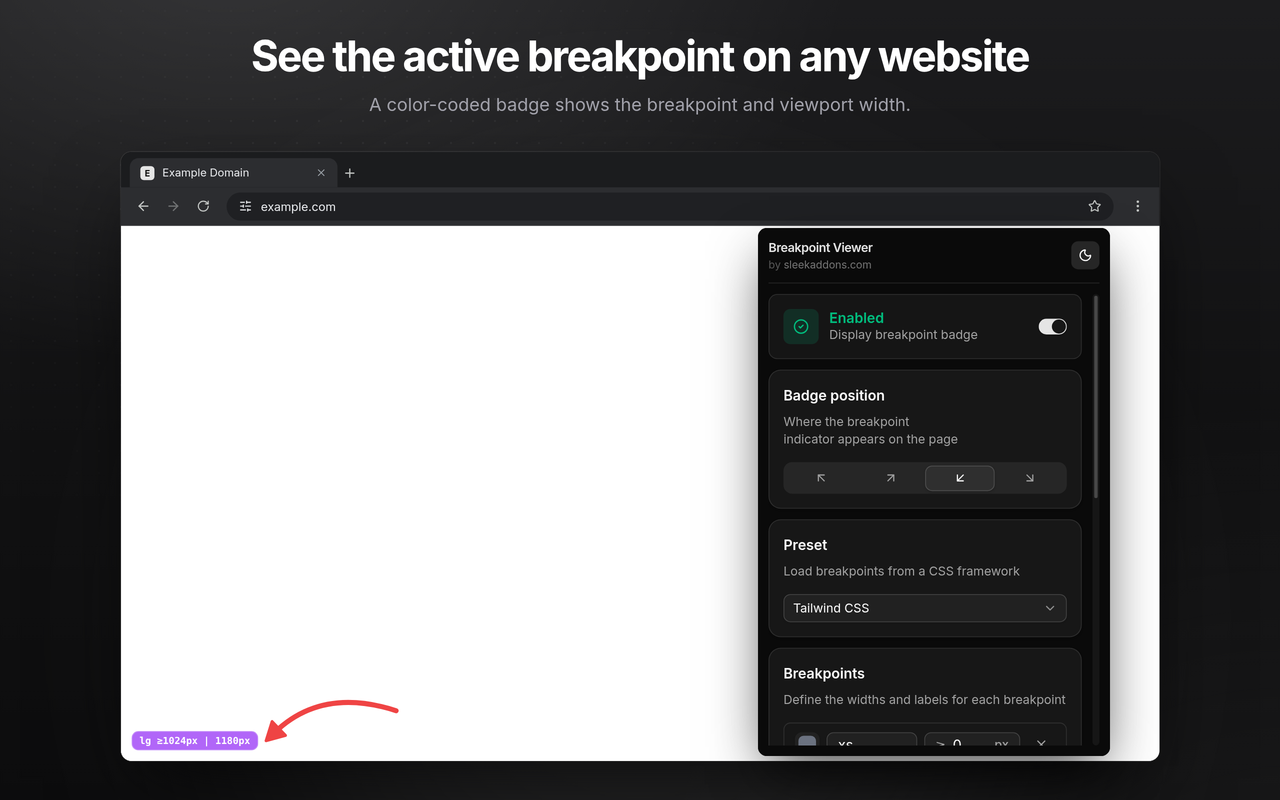 See the active breakpoint on any website
A color-coded badge shows the breakpoint and viewport width.
E Example Domain
example.com
Breakpoint Viewer
by sleekaddons.com
Enabled
Display breakpoint badge
Badge position
Where the breakpoint
indicator appears on the page
Preset
Load breakpoints from a CSS framework
Tailwind CSS
Breakpoints
Define the widths and labels for each breakpoint
xs ≥ 0 px
lg ≥1024px | 1180px